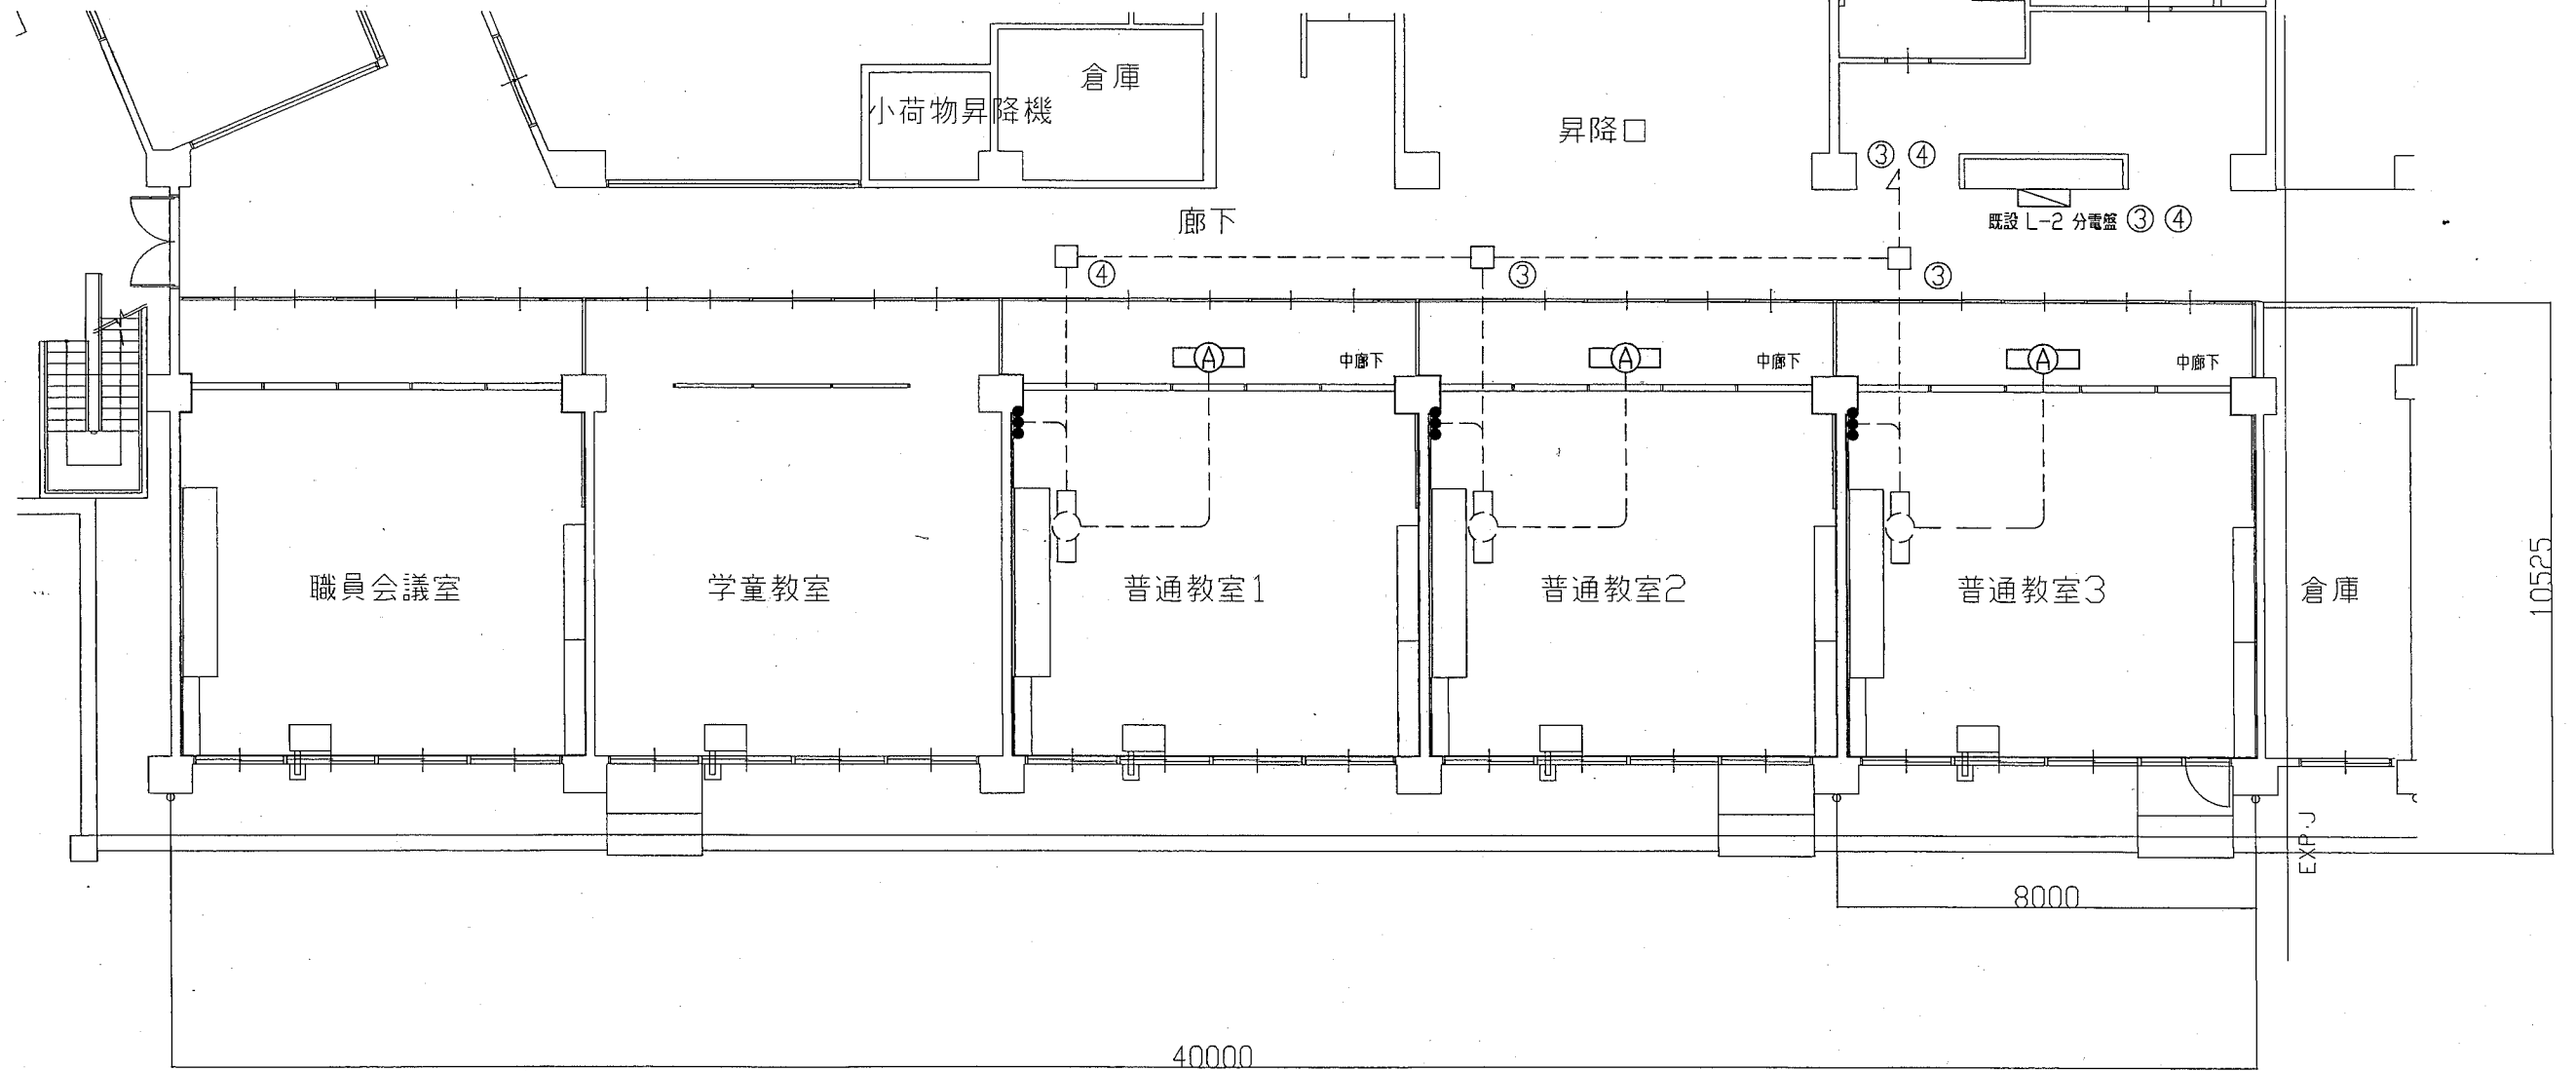 倉庫
小荷物昇降機
昇降口
③ ④
廊下
既設 L-2 分電盤 ③ ④
④
③
③
Ⓐ
中廊下
Ⓐ
中廊下
Ⓐ
中廊下
職員会議室
学童教室
普通教室1
普通教室2
普通教室3
倉庫
10525
EXP.J
8000
40000